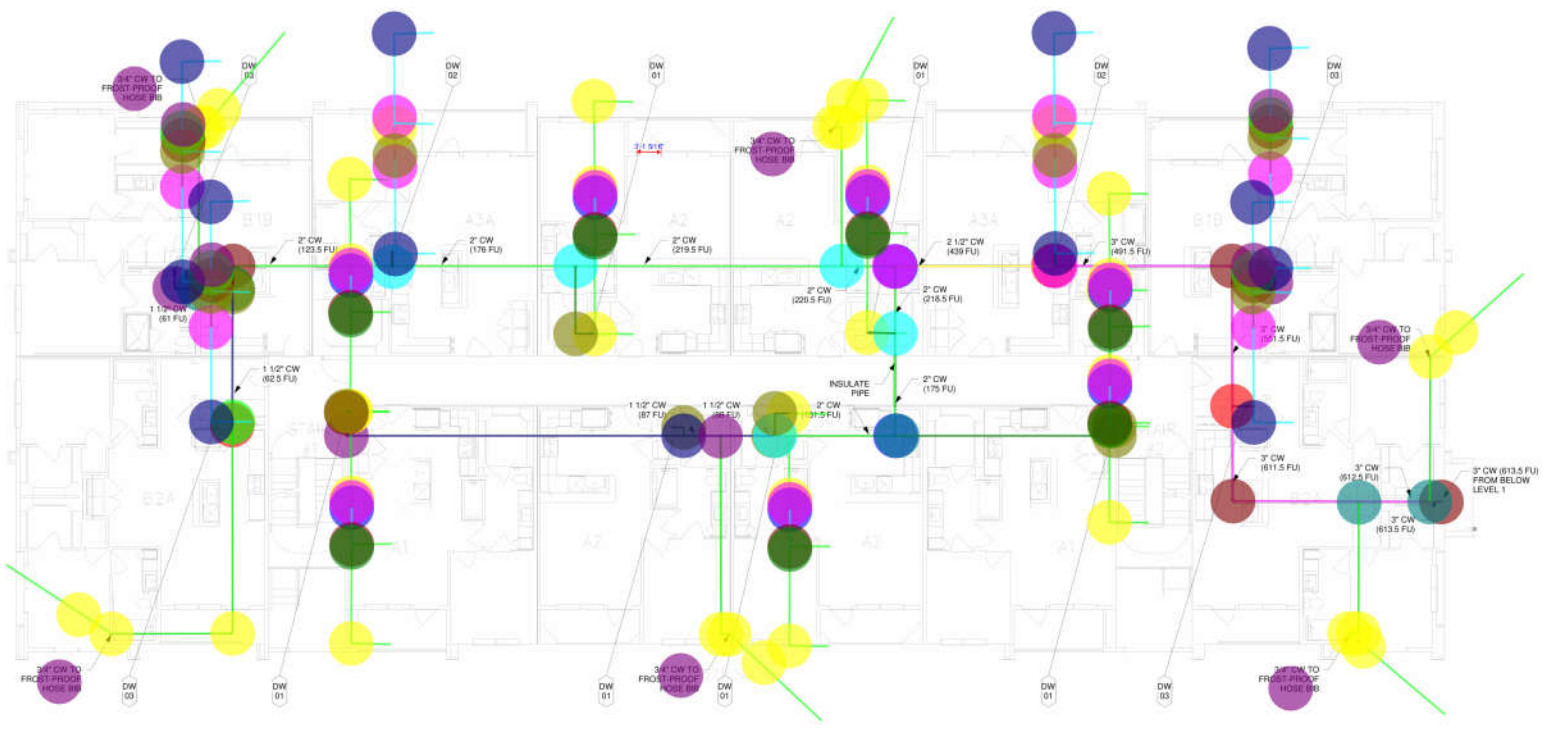 DW
03
DW
02
DW
01
DW
01
DW
02
DW
03
3/4" CW TO
FROST-PROOF
HOSE BIB
3/4" CW TO
FROST-PROOF
HOSE BIB
B1B
A3A
A2
A2
A3A
B1B
2" CW
(123.5 FU)
2" CW
(176 FU)
2" CW
(219.5 FU)
2 1/2" CW
(439 FU)
3" CW
(491.5 FU)
2" CW
(220.5 FU)
2" CW
(218.5 FU)
1 1/2" CW
(61 FU)
3" CW
(551.5 FU)
3/4" CW TO
FROST-PROOF
HOSE BIB
1 1/2" CW
(62.5 FU)
INSULATE
PIPE
2" CW
(175 FU)
1 1/2" CW
(87 FU)
1 1/2" CW
(88 FU)
2" CW
(131.5 FU)
STAIR
STAIR
3" CW
(611.5 FU)
3" CW
(612.5 FU)
3" CW (613.5 FU)
FROM BELOW
LEVEL 1
3" CW
(613.5 FU)
B2A
A1
A2
A2
A1
3/4" CW TO
FROST-PROOF
HOSE BIB
3/4" CW TO
FROST-PROOF
HOSE BIB
3/4" CW TO
FROST-PROOF
HOSE BIB
DW
03
DW
01
DW
01
DW
01
DW
01
DW
03